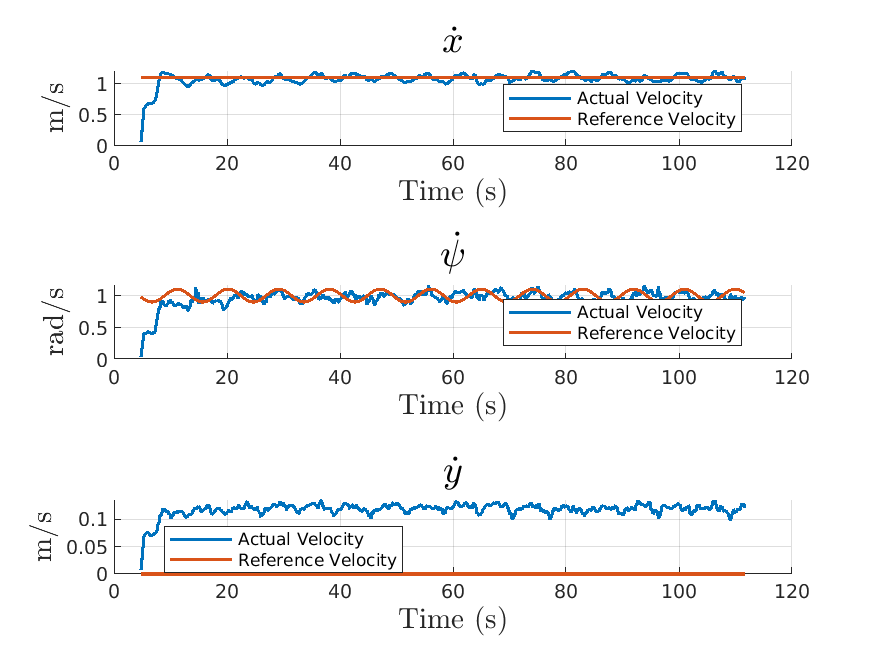 ẋ
m/s
1
0.5
0
Actual Velocity
Reference Velocity
0 20 40 60 80 100 120
Time (s)
ψ̇
rad/s
1
0.5
0
Actual Velocity
Reference Velocity
0 20 40 60 80 100 120
Time (s)
ẏ
m/s
0.1
0.05
0
Actual Velocity
Reference Velocity
0 20 40 60 80 100 120
Time (s)